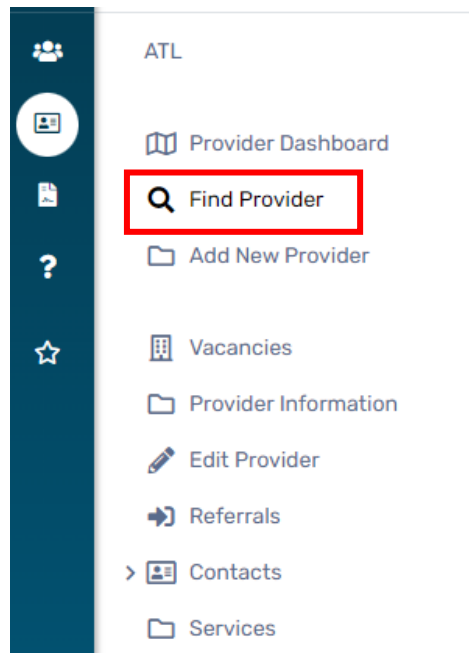 ATL
Provider Dashboard
Find Provider
Add New Provider
?
Vacancies
Provider Information
Edit Provider
Referrals
Contacts
Services